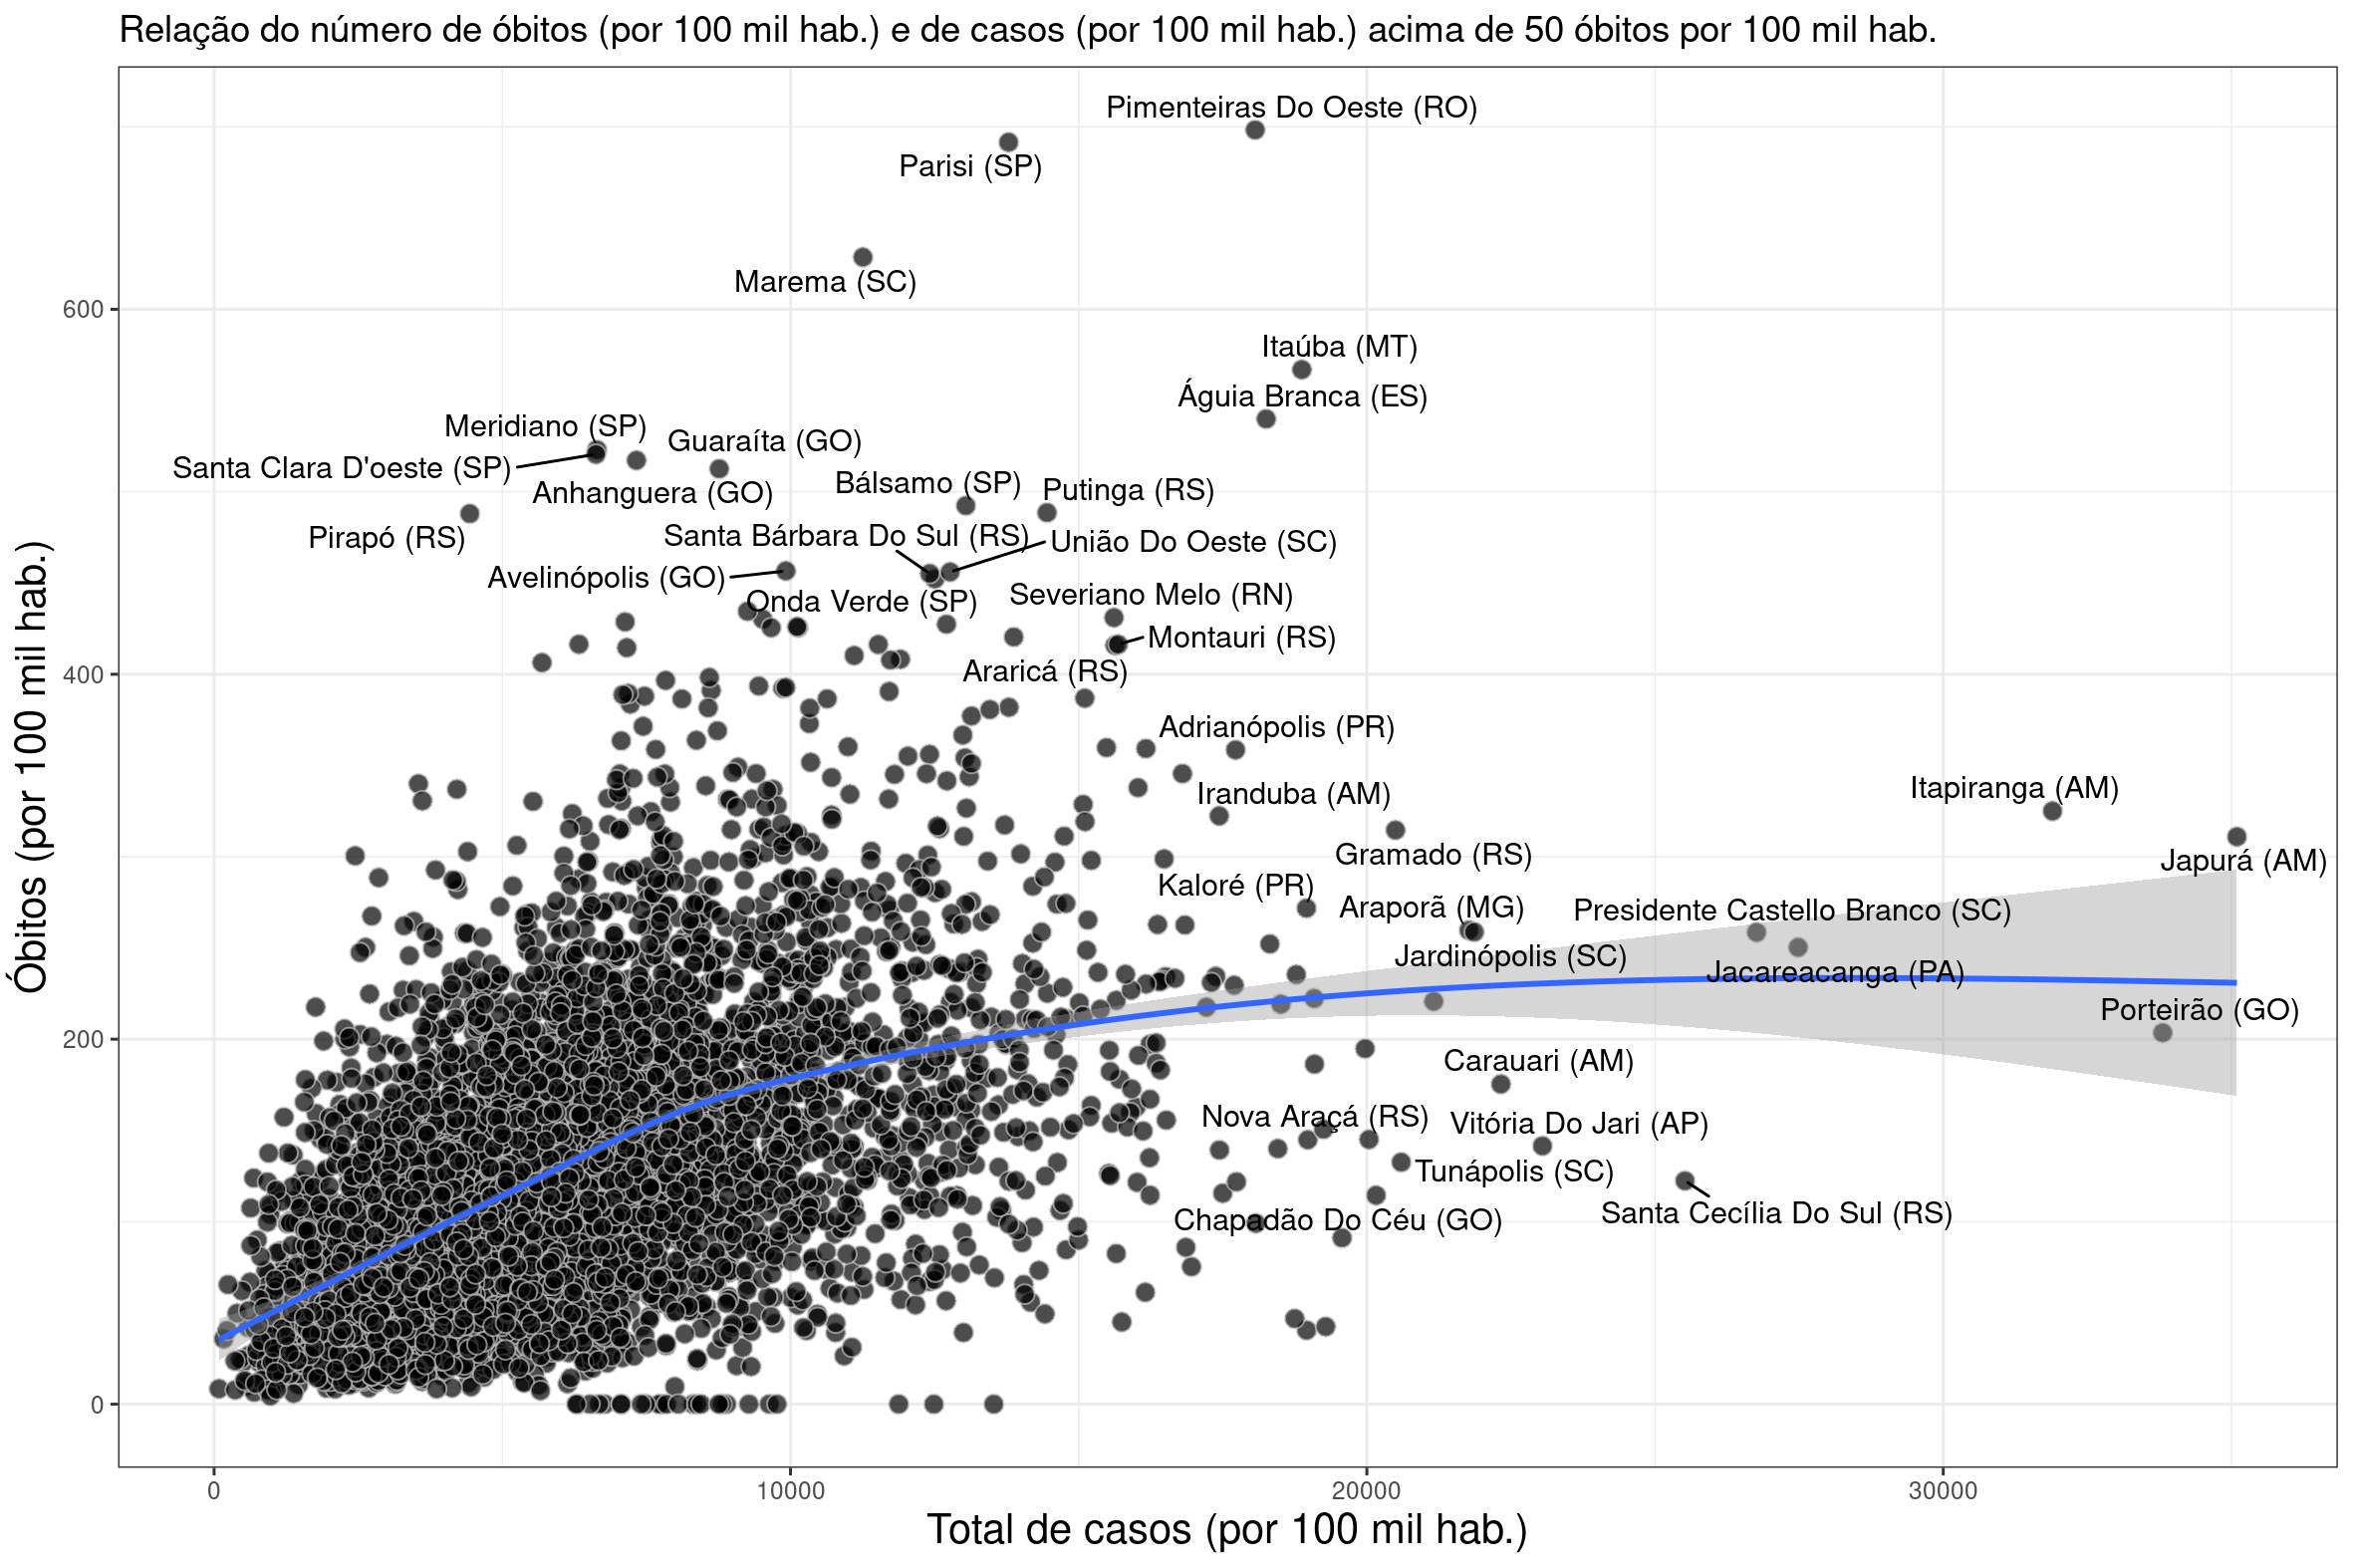 Relação do número de óbitos (por 100 mil hab.) e de casos (por 100 mil hab.) acima de 50 óbitos por 100 mil hab.
Pimenteiras Do Oeste (RO)
Parisi (SP)
Marema (SC)
600
Itaúba (MT)
Águia Branca (ES)
Meridiano (SP)
Guaraíta (GO)
Santa Clara D'oeste (SP)
Bálsamo (SP)
Putinga (RS)
Anhanguera (GO)
Pirapó (RS)
Santa Bárbara Do Sul (RS)
União Do Oeste (SC)
Avelinópolis (GO)
Severiano Melo (RN)
Onda Verde (SP)
Montauri (RS)
400
Araricá (RS)
Adrianópolis (PR)
Itapiranga (AM)
Iranduba (AM)
Gramado (RS)
Japurá (AM)
Kaloré (PR)
Araporã (MG)
Presidente Castello Branco (SC)
Jardinópolis (SC)
Jacareacanga (PA)
Porteirão (GO)
200
Carauari (AM)
Nova Araçá (RS)
Vitória Do Jari (AP)
Tunápolis (SC)
Santa Cecília Do Sul (RS)
Chapadão Do Céu (GO)
0
Óbitos (por 100 mil hab.)
0 10000 20000 30000
Total de casos (por 100 mil hab.)